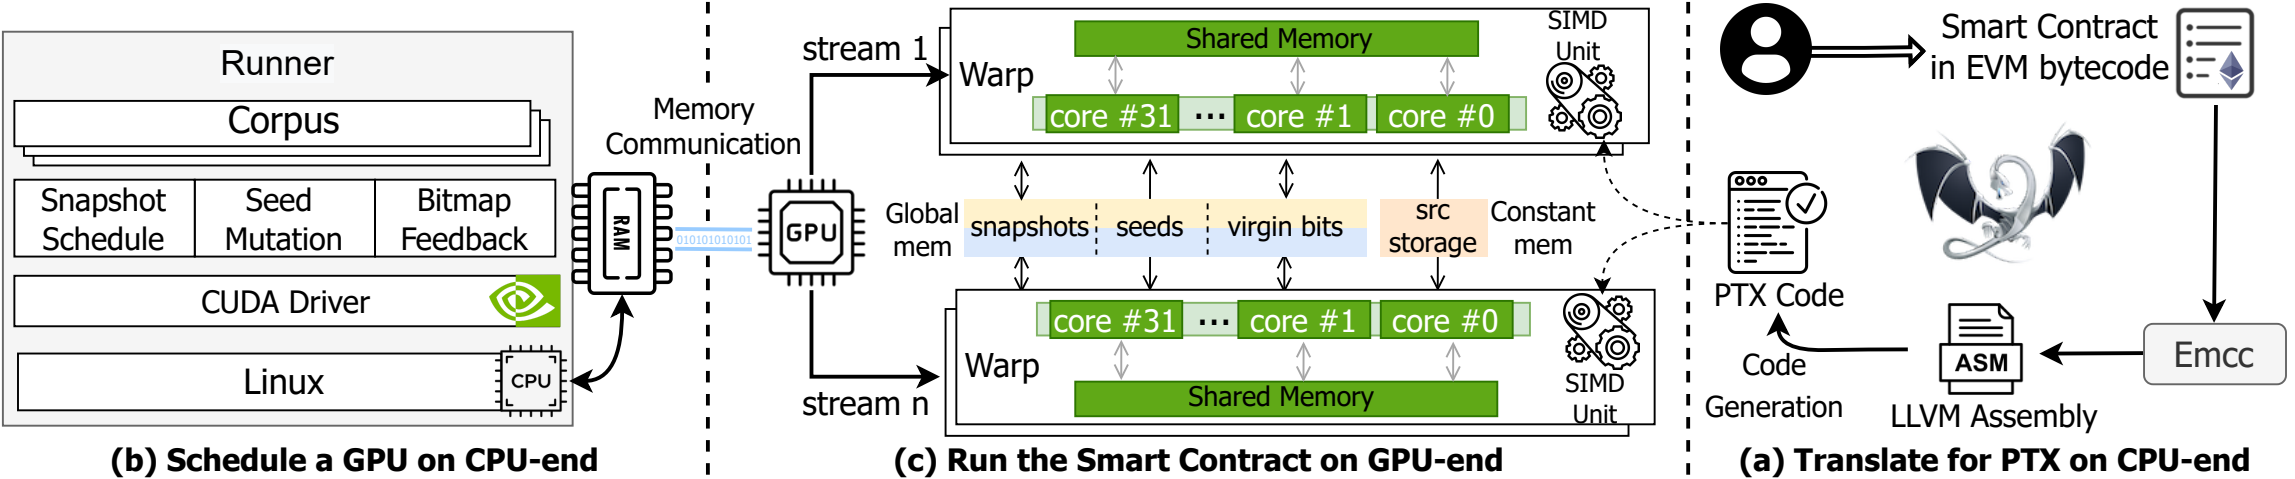 Runner
Corpus
Snapshot
Schedule
Seed
Mutation
Bitmap
Feedback
CUDA Driver
Linux
CPU
RAM
(b) Schedule a GPU on CPU-end
Memory
Communication
010101010101
GPU
stream 1
stream n
Warp
Shared Memory
core #31
...
core #1
core #0
SIMD
Unit
Global
mem
snapshots
seeds
virgin bits
src
storage
Constant
mem
core #31
...
core #1
core #0
Warp
Shared Memory
SIMD
Unit
(c) Run the Smart Contract on GPU-end
Smart Contract
in EVM bytecode
PTX Code
Code
Generation
ASM
LLVM Assembly
Emcc
(a) Translate for PTX on CPU-end